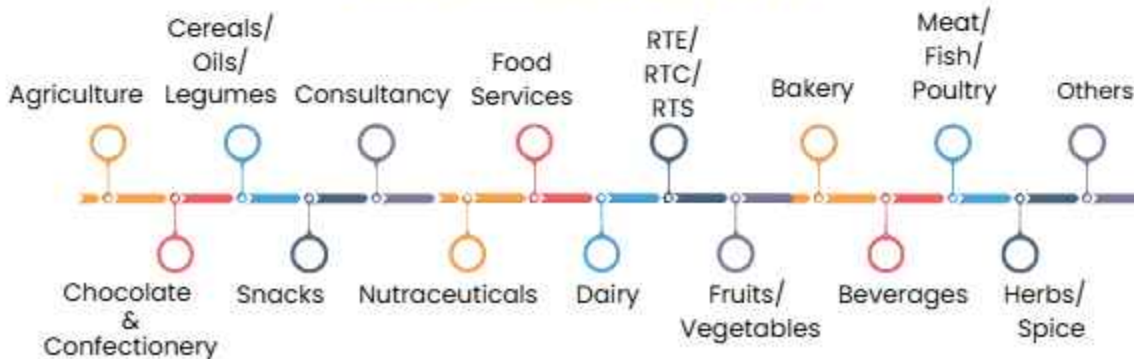 Agriculture
Cereals/
Oils/
Legumes
Consultancy
Food
Services
RTE/
RTC/
RTS
Bakery
Meat/
Fish/
Poultry
Others
Chocolate
&
Confectionery
Snacks
Nutraceuticals
Dairy
Fruits/
Vegetables
Beverages
Herbs/
Spice